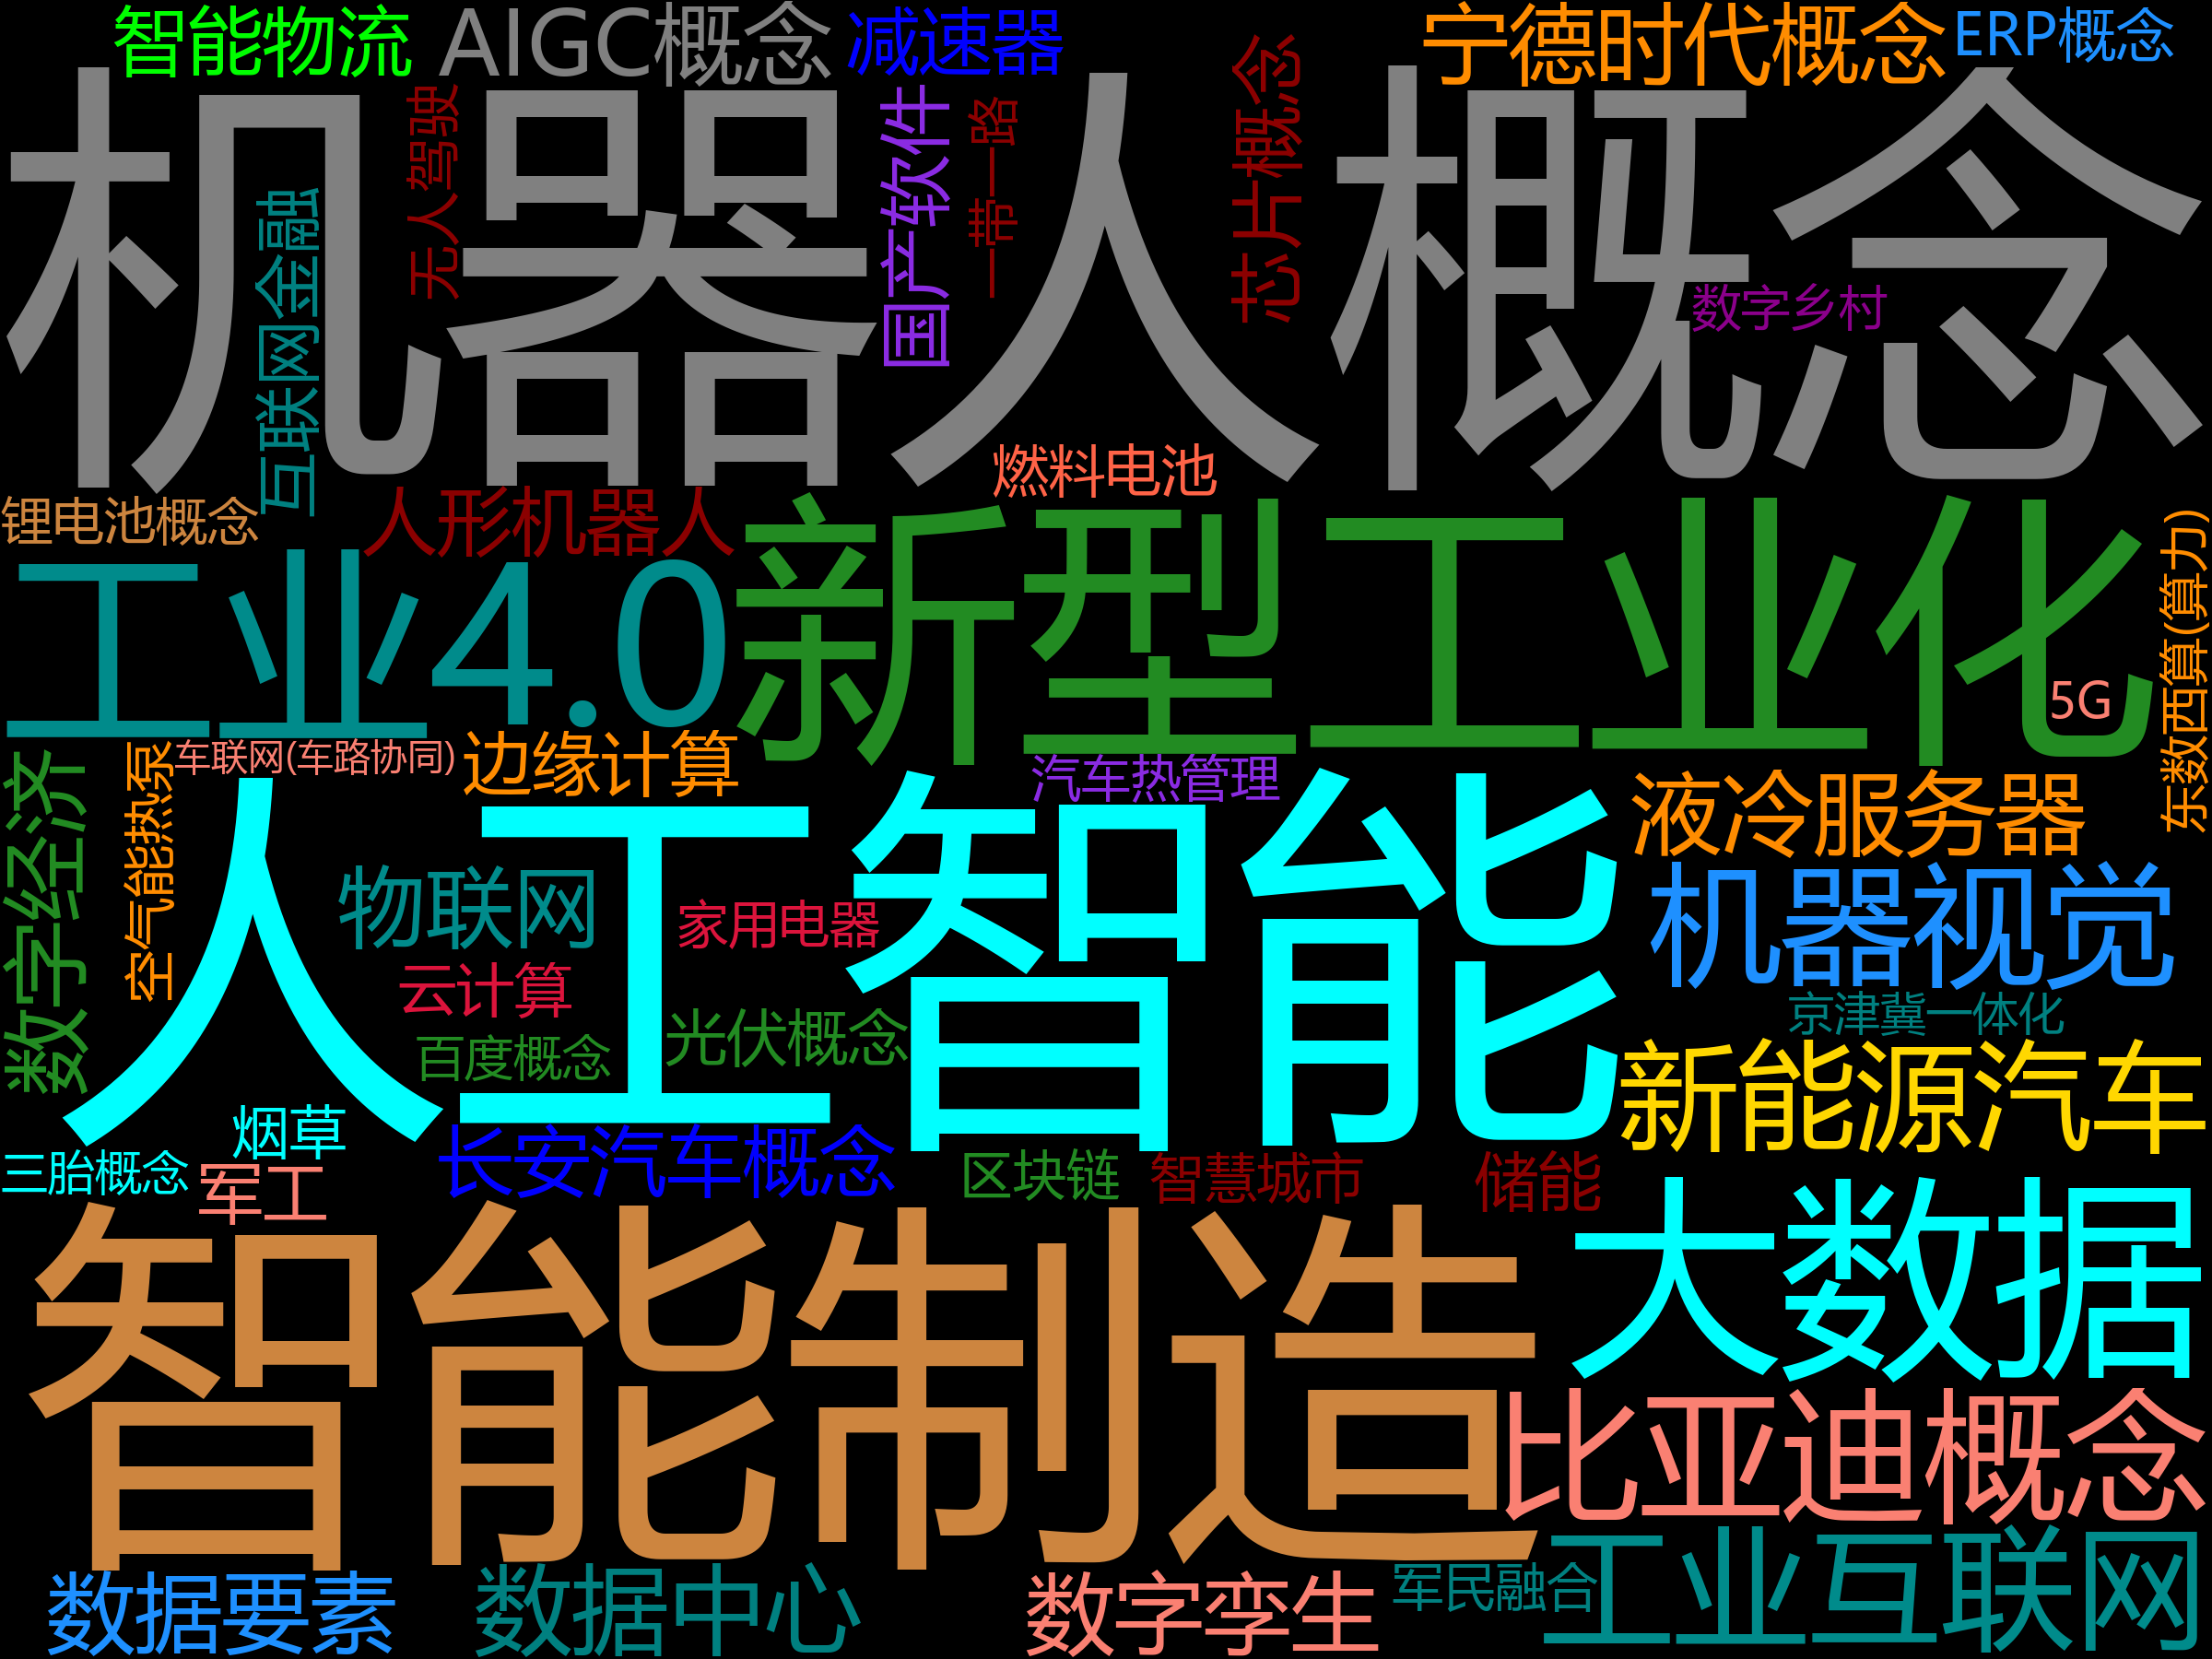 智能物流
AIGC概念
减速器
宁德时代概念
ERP概念
机器人概念
无人驾驶
国产软件
一带一路
芯片概念
互联网金融
数字乡村
燃料电池
锂电池概念
人形机器人
新型工业化
工业4.0
东数西算(算力)
5G
车联网(车路协同)
边缘计算
汽车热管理
数字经济
空气能热泵
人工智能
液冷服务器
物联网
家用电器
机器视觉
云计算
京津冀一体化
百度概念
光伏概念
新能源汽车
烟草
长安汽车概念
三胎概念
军工
区块链
智慧城市
储能
智能制造
大数据
比亚迪概念
工业互联网
数据要素
数据中心
数字孪生
军民融合